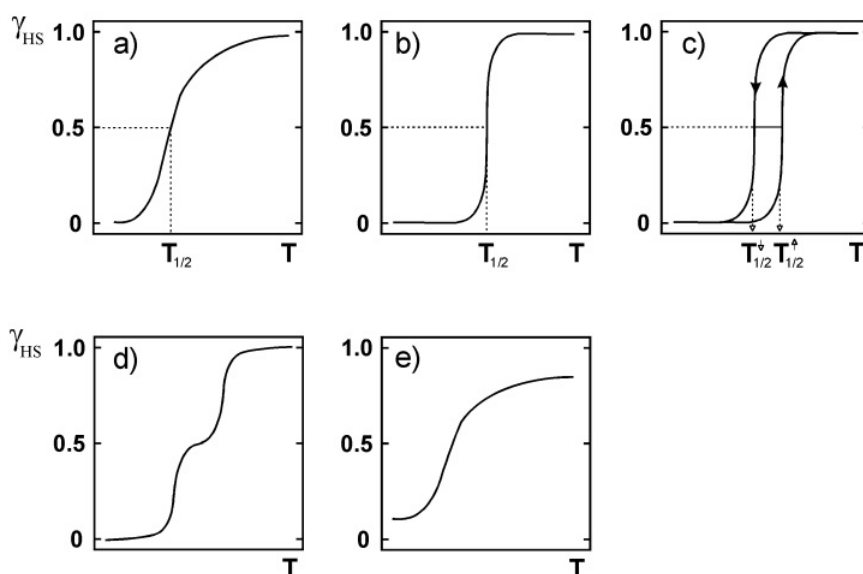 γHS 1.0 a) 1.0 b) 1.0 c)
0.5 0.5 0.5
0 0 0
T1/2 T T1/2 T T1/2↓ T1/2↑ T
γHS 1.0 d) 1.0 e)
0.5 0.5
0 0
T T